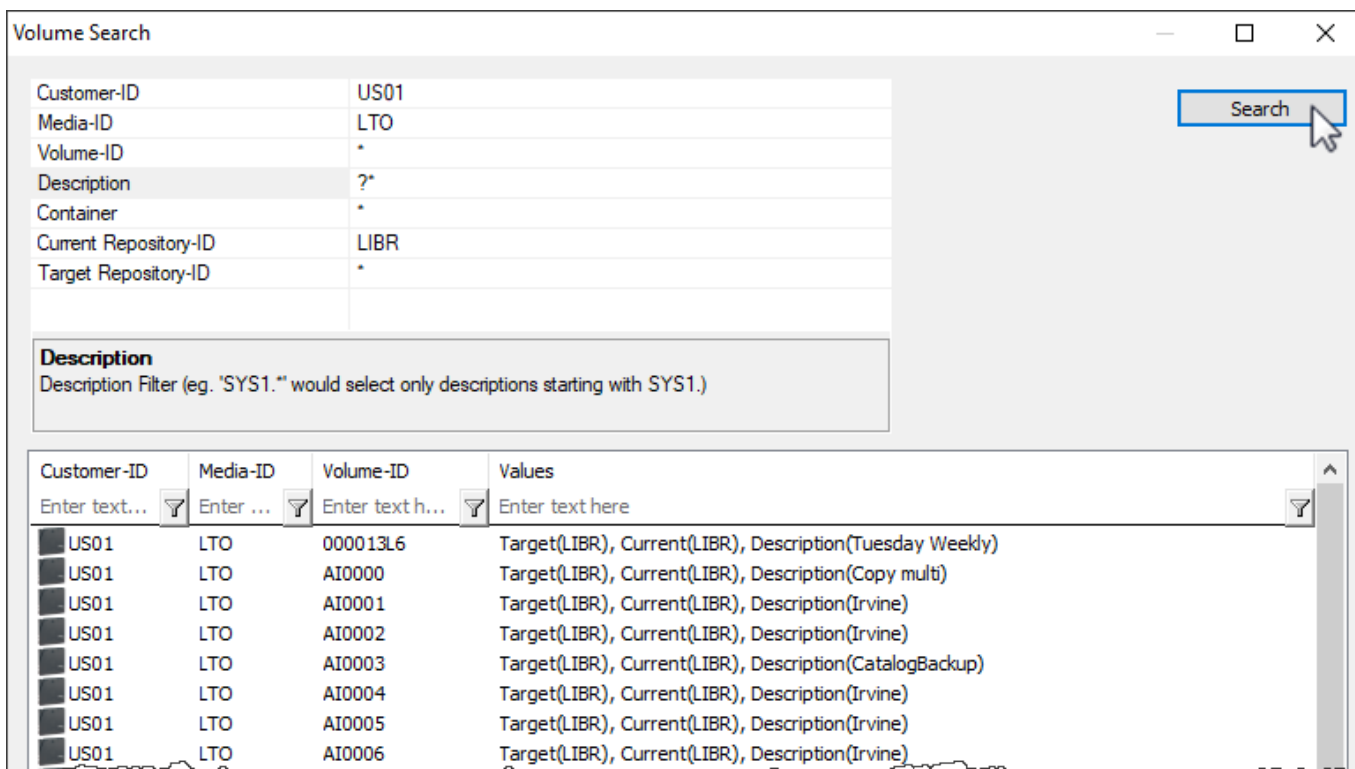 Volume Search
Customer-ID US01
Search
Media-ID LTO
Volume-ID *
Description ?*
Container *
Current Repository-ID LIBR
Target Repository-ID *
Description
Description Filter (eg. 'SYS1.*' would select only descriptions starting with SYS1.)
Customer-ID Media-ID Volume-ID Values
Enter text... Enter ... Enter text h... Enter text here
US01 LTO 000013L6 Target(LIBR), Current(LIBR), Description(Tuesday Weekly)
US01 LTO AI0000 Target(LIBR), Current(LIBR), Description(Copy multi)
US01 LTO AI0001 Target(LIBR), Current(LIBR), Description(Irvine)
US01 LTO AI0002 Target(LIBR), Current(LIBR), Description(Irvine)
US01 LTO AI0003 Target(LIBR), Current(LIBR), Description(CatalogBackup)
US01 LTO AI0004 Target(LIBR), Current(LIBR), Description(Irvine)
US01 LTO AI0005 Target(LIBR), Current(LIBR), Description(Irvine)
US01 LTO AI0006 Target(LIBR), Current(LIBR), Description(Irvine)